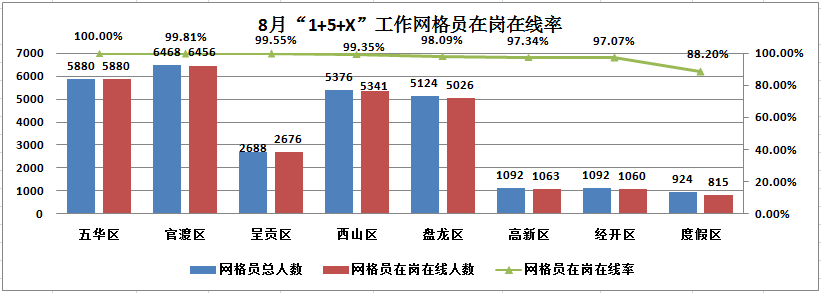 8月“1+5+X”工作网格员在岗在线率
100.00% 99.81% 99.55% 99.35% 98.09% 97.34% 97.07% 88.20%
7000 100.00%
6000 80.00%
5000 60.00%
4000 40.00%
3000 20.00%
2000 0.00%
1000
0
5880 5880 6468 6456 2688 2676 5376 5341 5124 5026 1092 1063 1092 1060 924 815
五华区 官渡区 呈贡区 西山区 盘龙区 高新区 经开区 度假区
网格员总人数 网格员在岗在线人数 网格员在岗在线率